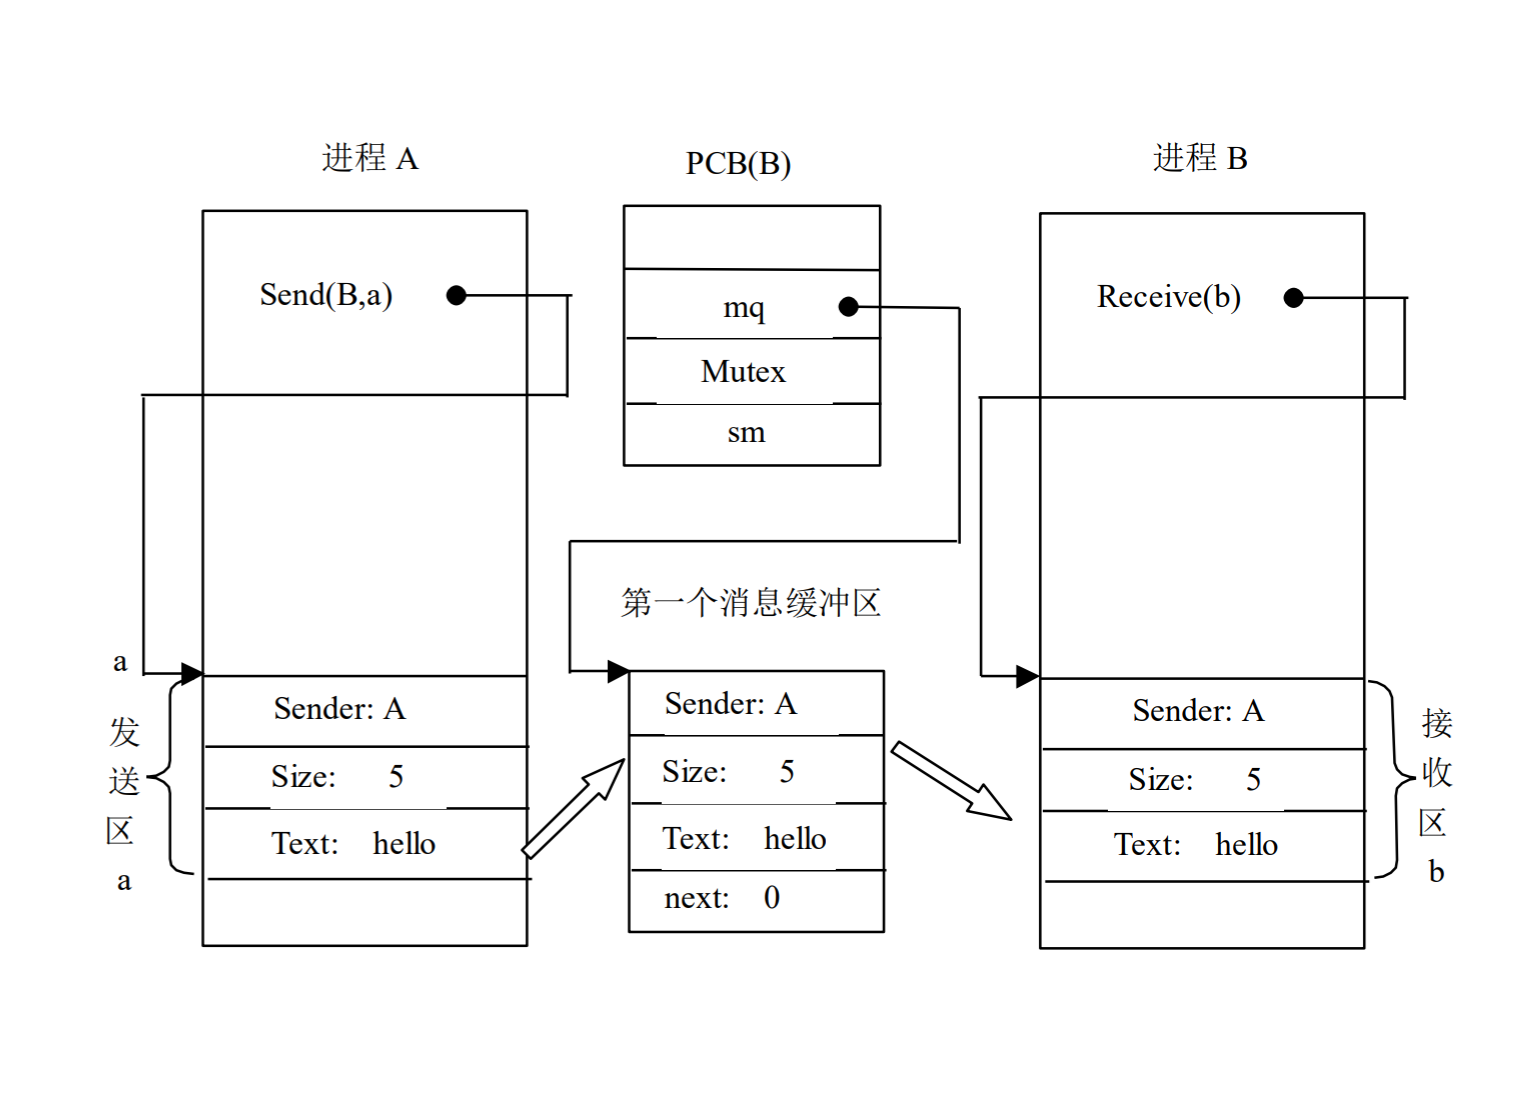 进程 A
PCB(B)
进程 B
Send(B,a)
mq
Mutex
sm
Receive(b)
第一个消息缓冲区
a
发送区 a
Sender: A
Size: 5
Text: hello
Sender: A
Size: 5
Text: hello
next: 0
Sender: A
Size: 5
Text: hello
接收区 b